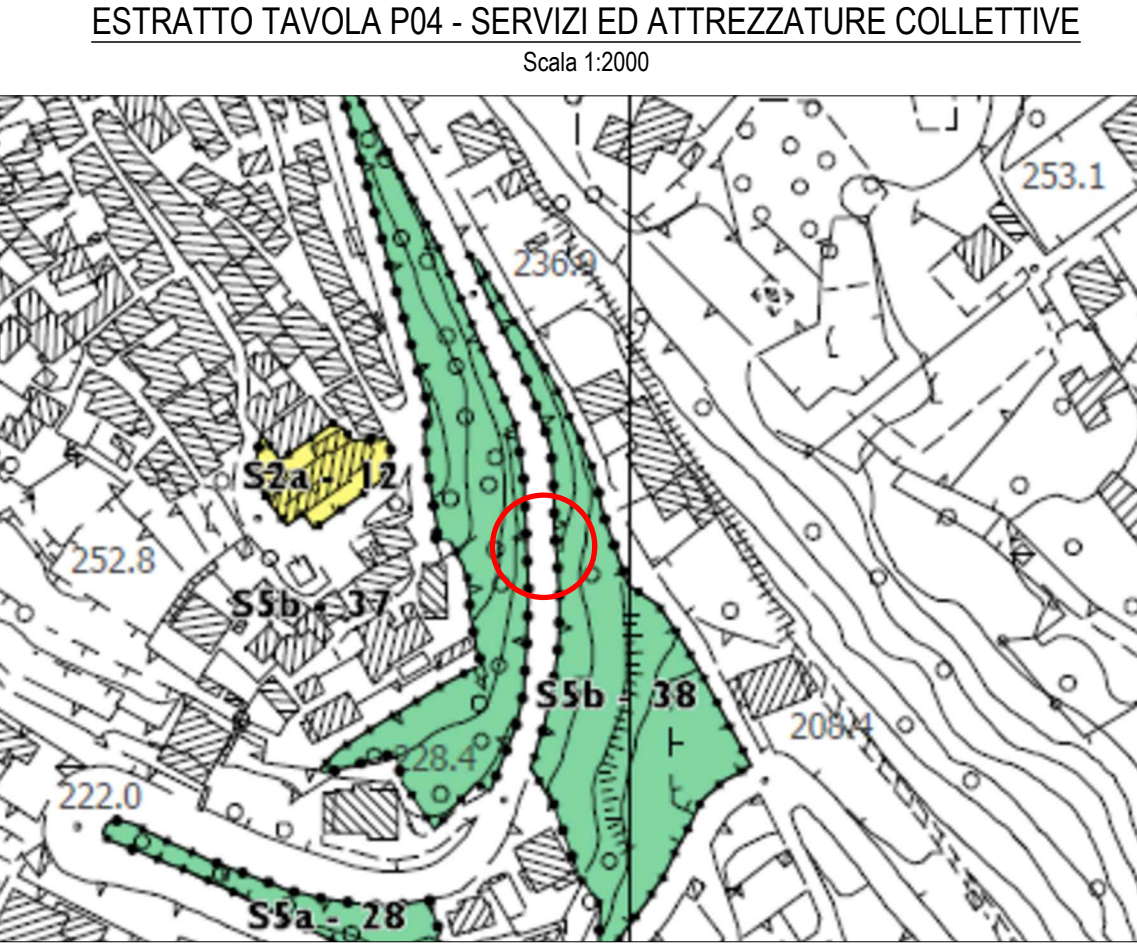 ESTRATTO TAVOLA P04 - SERVIZI ED ATTREZZATURE COLLETTIVE
Scala 1:2000
253.1
236.9
S2a - 12
252.8
S5b - 37
S5b - 38
208.4
228.4
222.0
S5a - 28